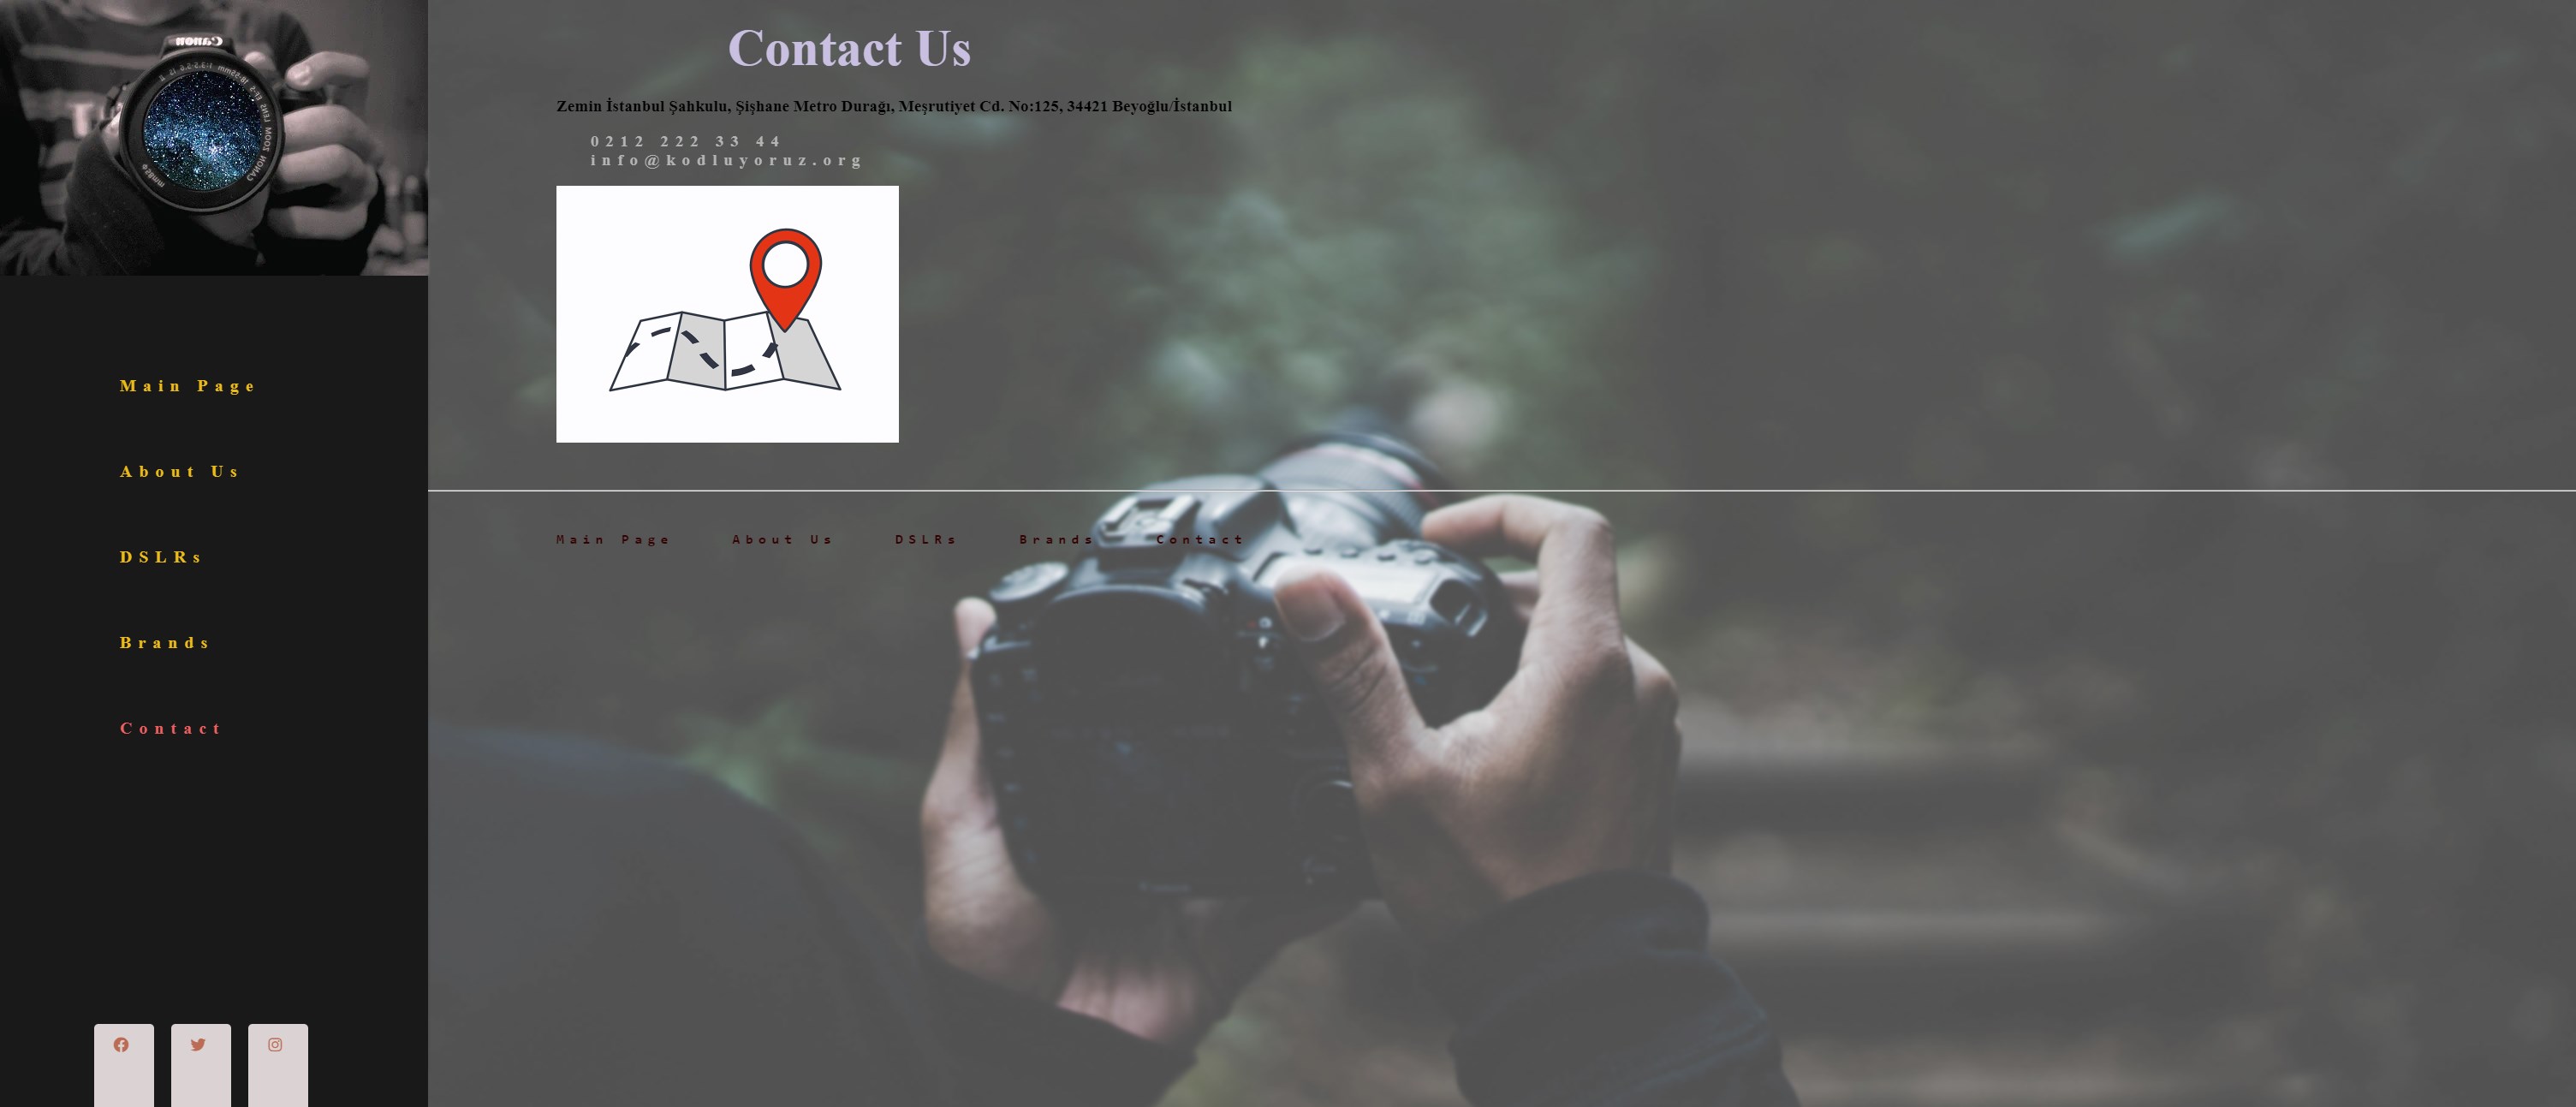 Canon
Contact Us
Zemin İstanbul Şahkulu, Şişhane Metro Durağı, Meşrutiyet Cd. No:125, 34421 Beyoğlu/İstanbul
0212 222 33 44
info@kodluyoruz.org
Main Page
About Us
DSLRs
Brands
Contact
Main Page About Us DSLRs Brands Contact